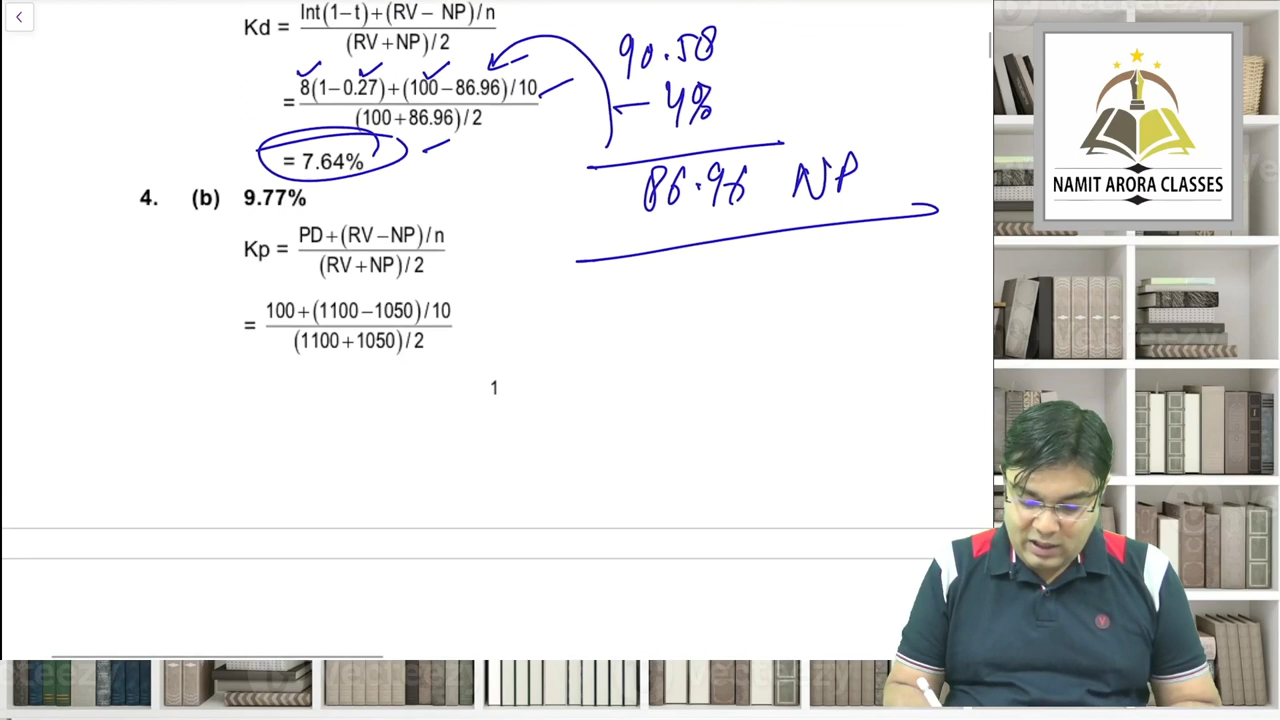 Kd = Int(1−t)+(RV− NP)/n
(RV+NP)/2
= 8(1−0.27)+(100−86.96)/10
(100+86.96)/2
= 7.64%
90.58
4%
86.96 NP
4. (b) 9.77%
Kp = PD+(RV−NP)/n
(RV+NP)/2
= 100+(1100−1050)/10
(1100+1050)/2
1
NAMIT ARORA CLASSES
V